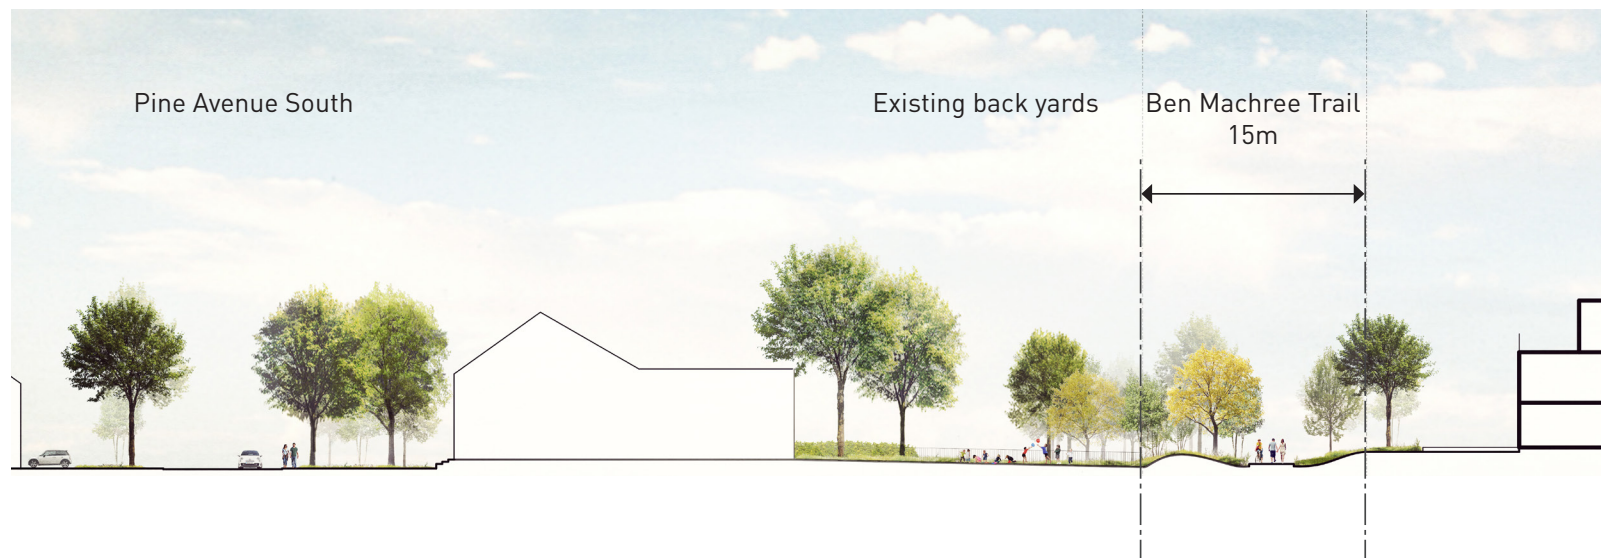 Pine Avenue South
Existing back yards
Ben Machree Trail
15m